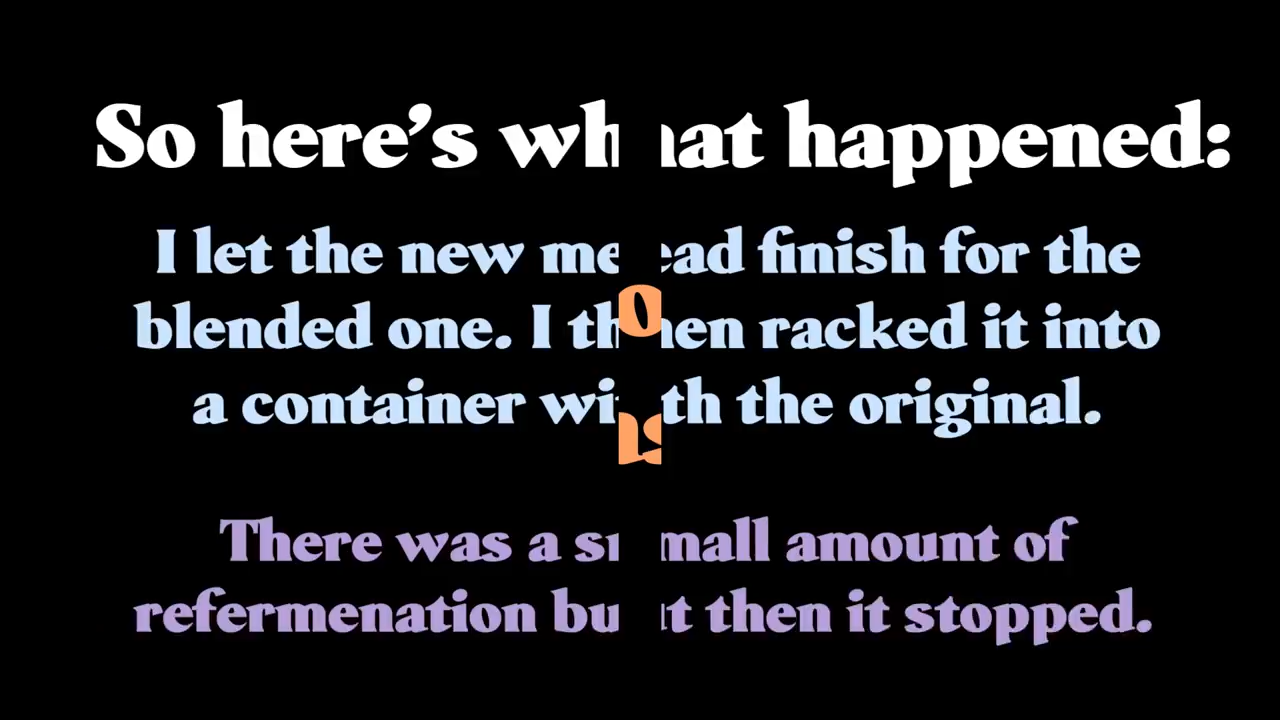 So here's what happened:
I let the new mead finish for the
blended one. I then racked it into
a container with the original.
There was a small amount of
refermenation but then it stopped.